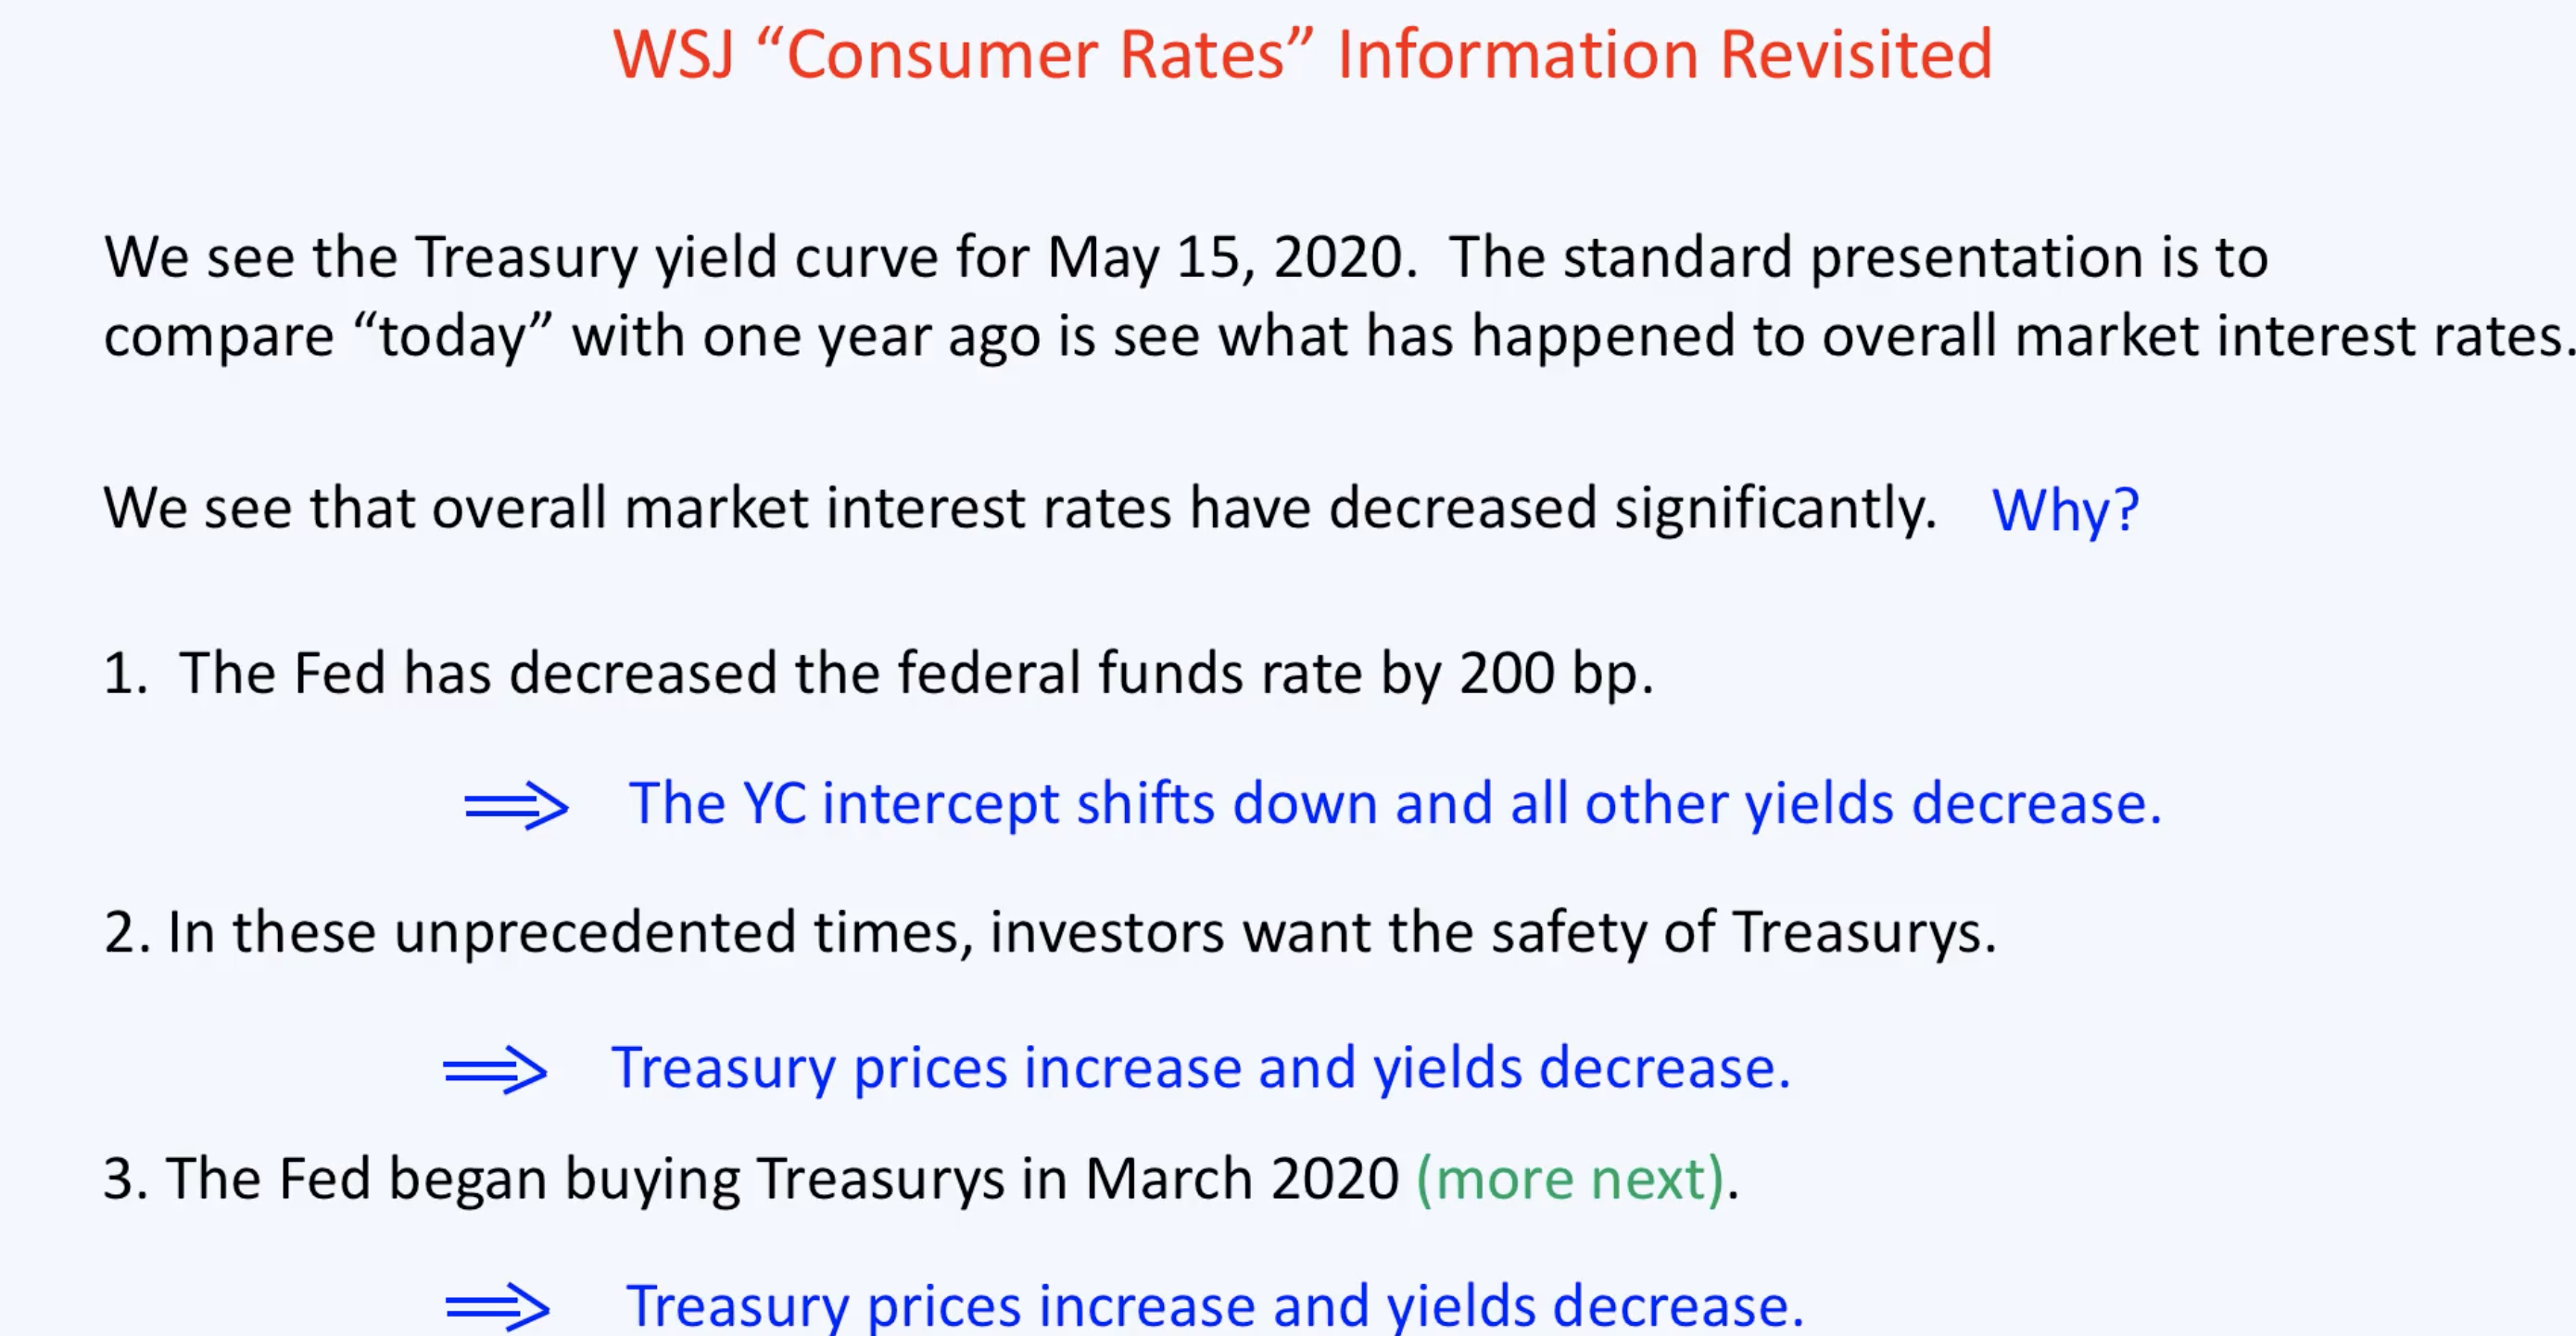 WSJ “Consumer Rates” Information Revisited
We see the Treasury yield curve for May 15, 2020.  The standard presentation is to
compare “today” with one year ago is see what has happened to overall market interest rates.
We see that overall market interest rates have decreased significantly.   Why?
1.  The Fed has decreased the federal funds rate by 200 bp.
The YC intercept shifts down and all other yields decrease.
2. In these unprecedented times, investors want the safety of Treasurys.
Treasury prices increase and yields decrease.
3. The Fed began buying Treasurys in March 2020 (more next).
Treasury prices increase and yields decrease.